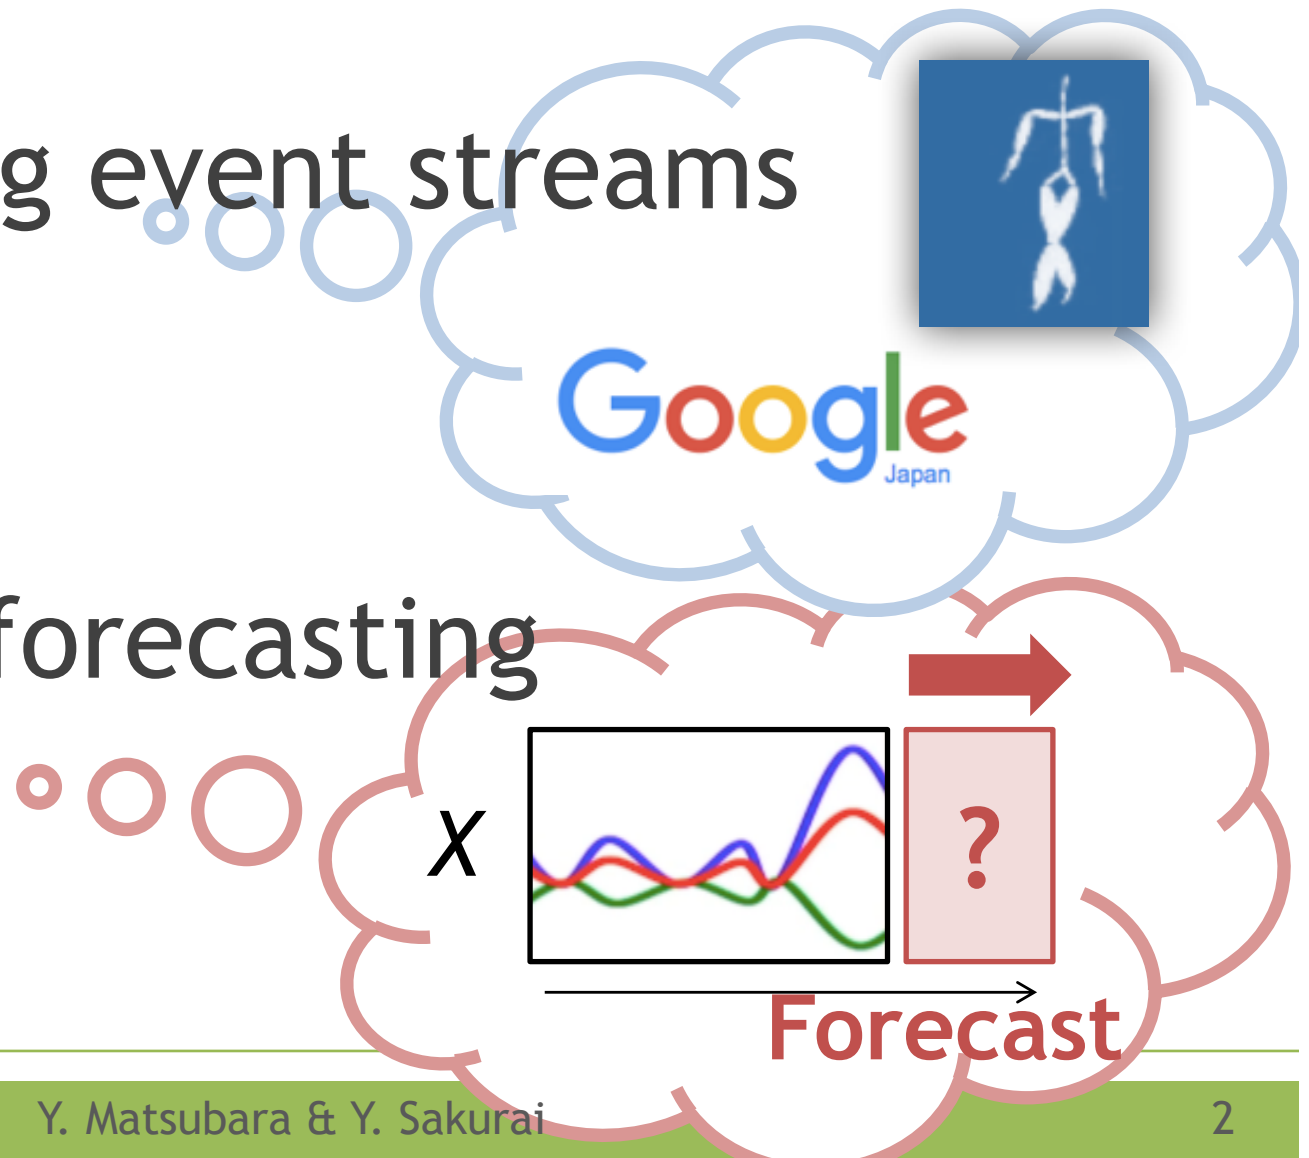 g event streams
Google
Japan
forecasting
X
?
Forecast
Y. Matsubara & Y. Sakurai
2